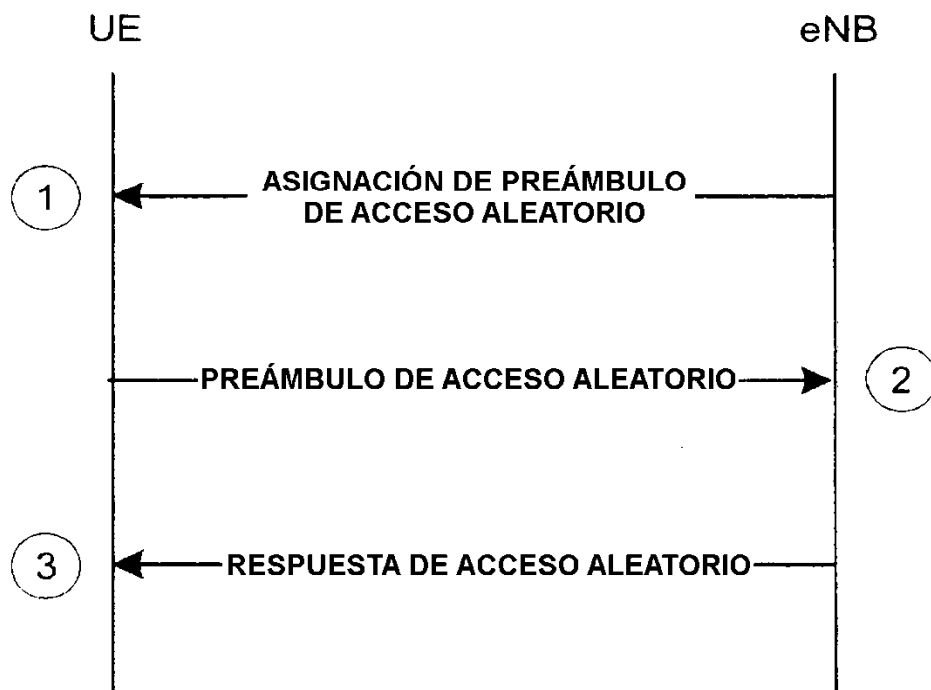 UE
eNB
1
ASIGNACIÓN DE PREÁMBULO
DE ACCESO ALEATORIO
PREÁMBULO DE ACCESO ALEATORIO
2
3
RESPUESTA DE ACCESO ALEATORIO